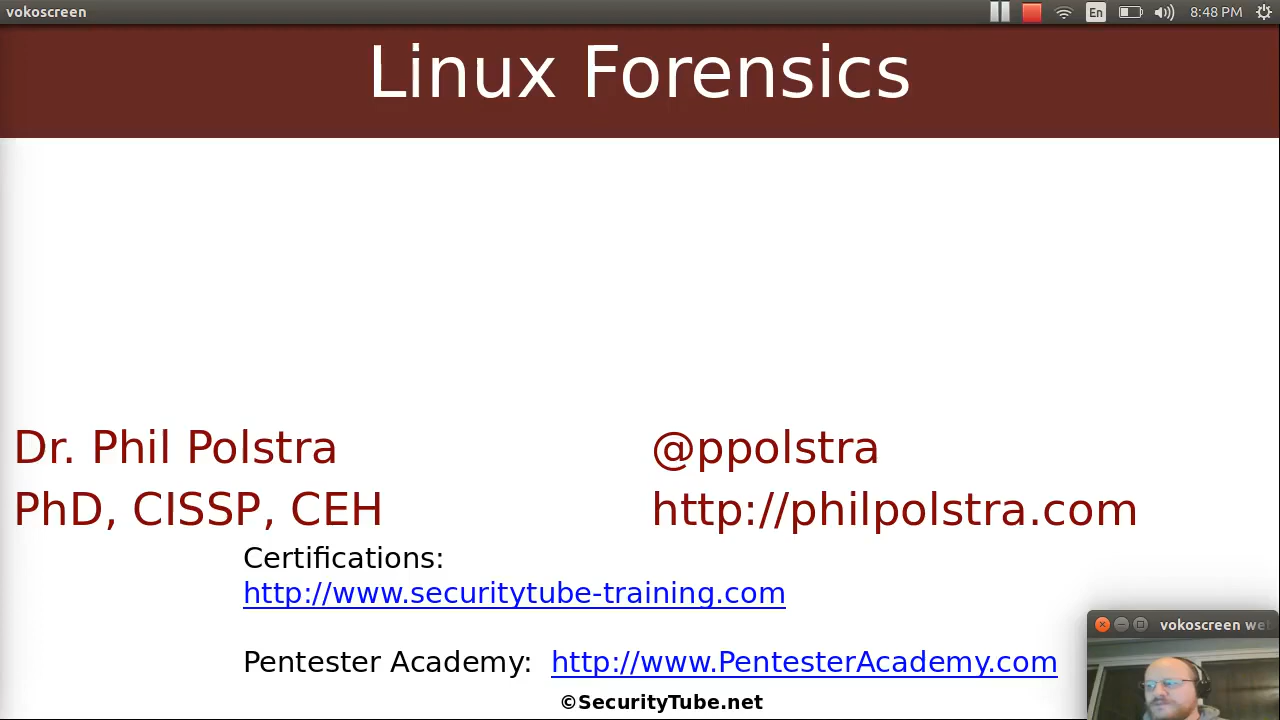 vokoscreen
En
8:48 PM
Linux Forensics
Dr. Phil Polstra
@ppolstra
PhD, CISSP, CEH
http://philpolstra.com
Certifications:
http://www.securitytube-training.com
Pentester Academy: http://www.PentesterAcademy.com
©SecurityTube.net
vokoscreen we